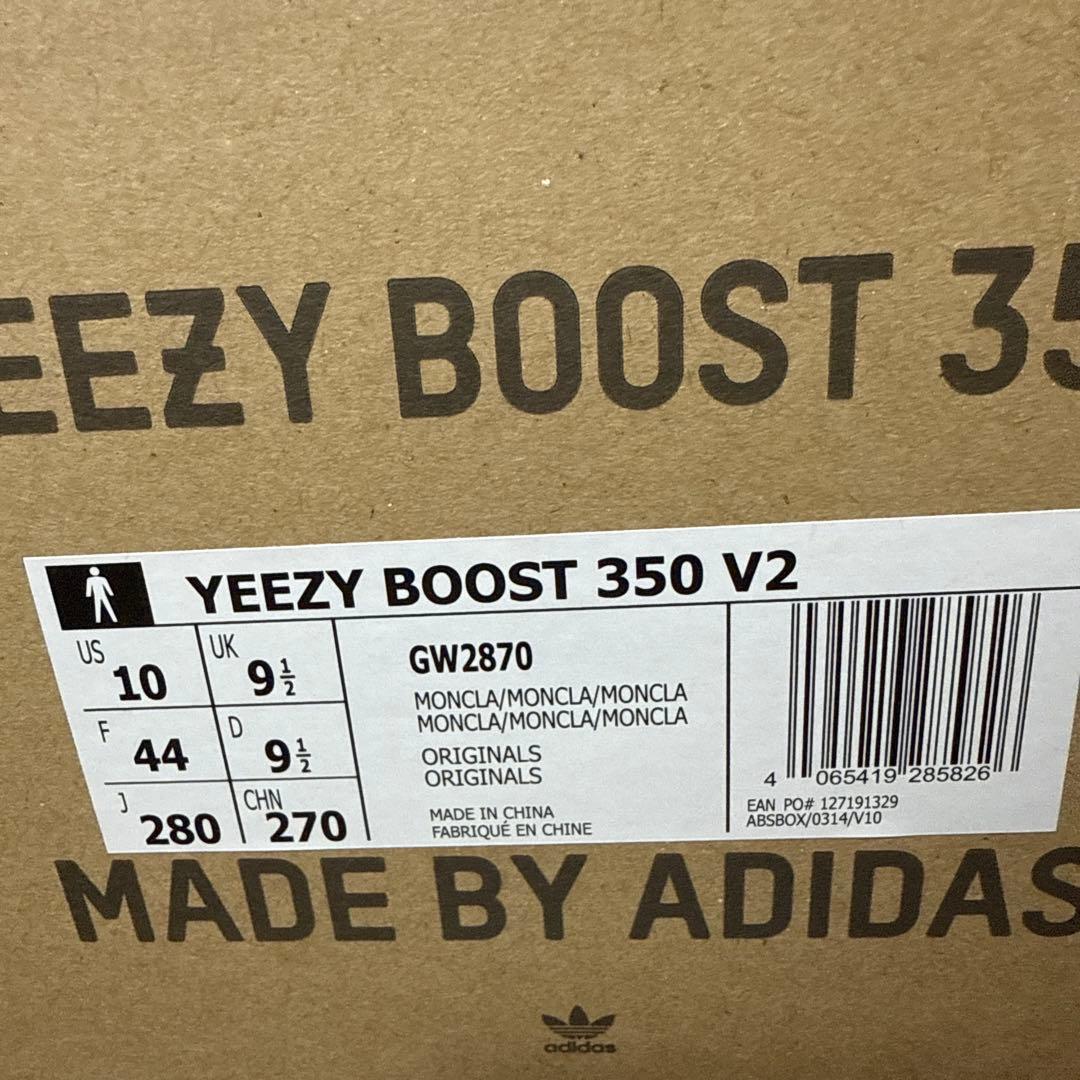 EEZY BOOST 35
YEEZY BOOST 350 V2
US 10 UK 9 1/2
F 44 D 9 1/2
J 280 CHN 270
GW2870
MONCLA/MONCLA/MONCLA
MONCLA/MONCLA/MONCLA
ORIGINALS
ORIGINALS
MADE IN CHINA
FABRIQUÉ EN CHINE
4 065419 285826
EAN PO# 127191329
ABSBOX/0314/V10
MADE BY ADIDAS
adidas